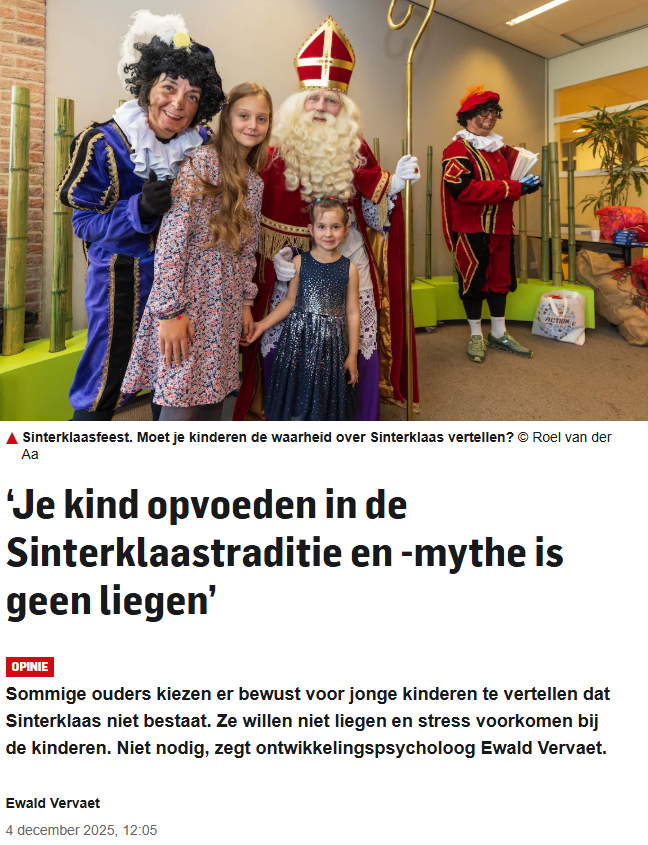 ACTION
Sinterklaasfeest. Moet je kinderen de waarheid over Sinterklaas vertellen? © Roel van der
Aa
‘Je kind opvoeden in de
Sinterklaastraditie en -mythe is
geen liegen’
OPINIE
Sommige ouders kiezen er bewust voor jonge kinderen te vertellen dat
Sinterklaas niet bestaat. Ze willen niet liegen en stress voorkomen bij
de kinderen. Niet nodig, zegt ontwikkelingspsycholoog Ewald Vervaet.
Ewald Vervaet
4 december 2025, 12:05